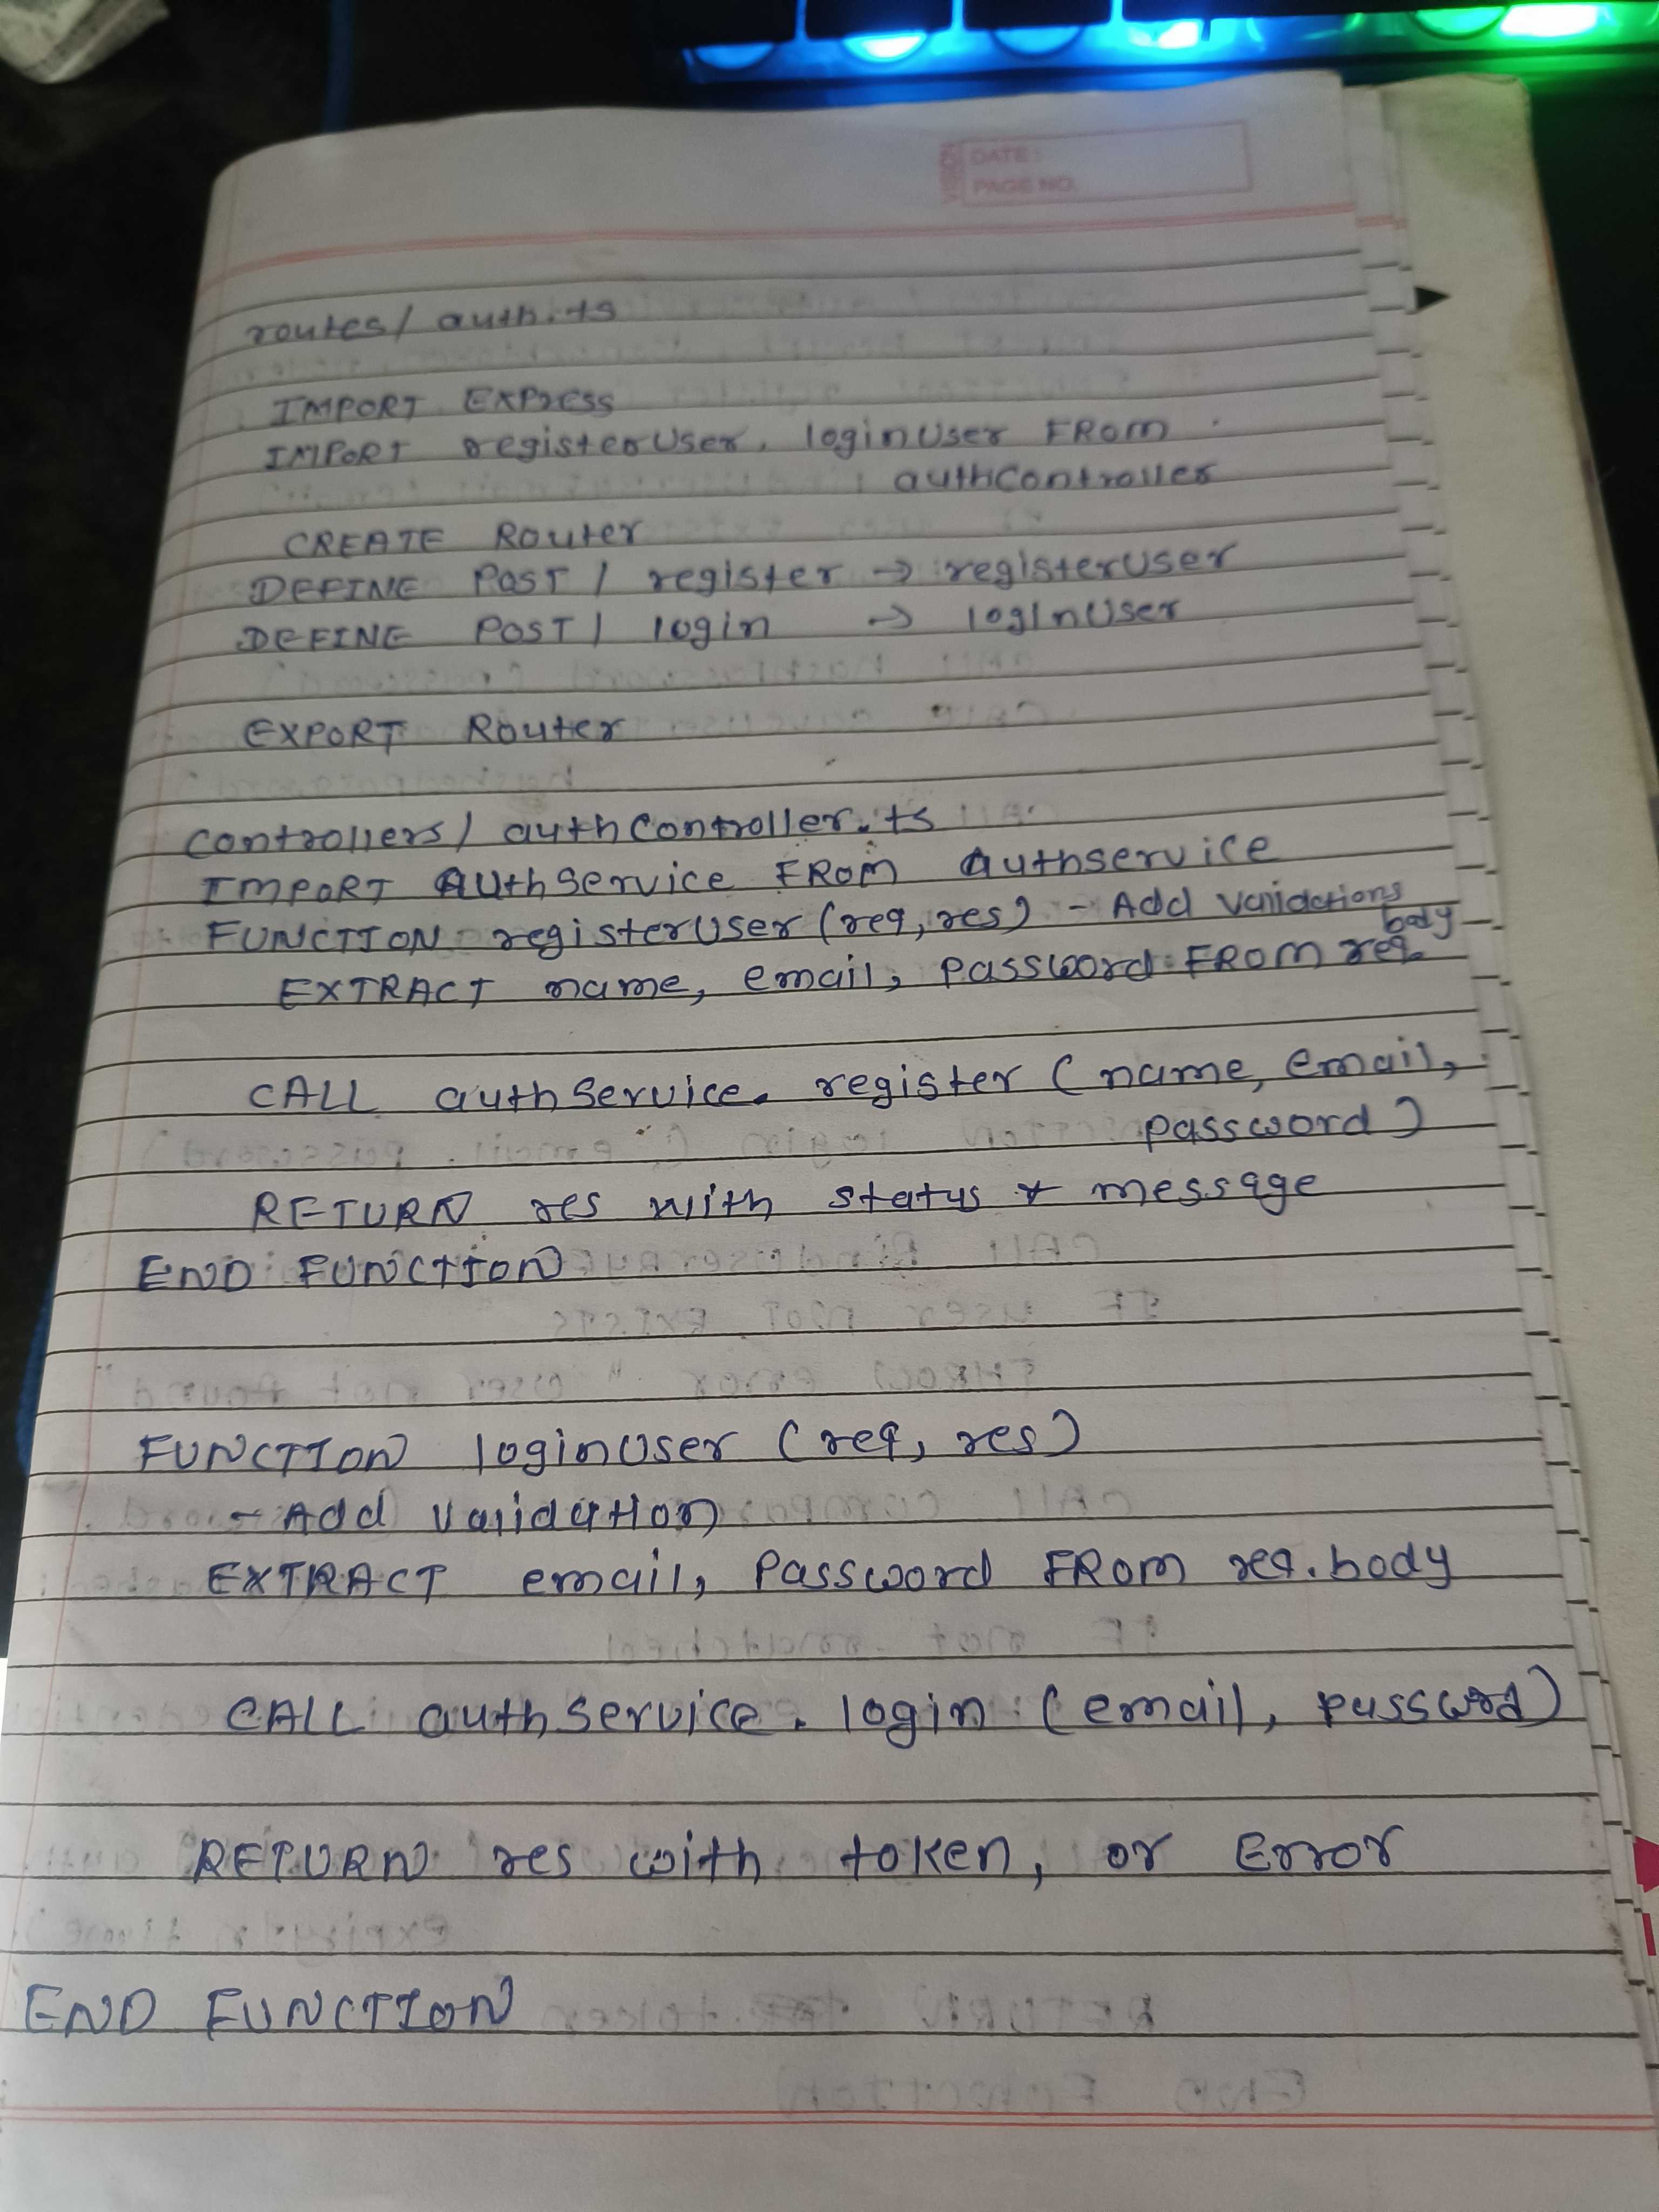 DATE:
PAGE NO.
routes/ auth.ts
IMPORT Express
IMPORT registerUser, loginUser FROM
authController
CREATE Router
DEFINE POST / register → registerUser
DEFINE POST / login → loginUser
EXPORT Router
controllers/ authController.ts
IMPORT AuthService FROM authservice
FUNCTION registerUser (req, res) - Add validations
EXTRACT name, email, password FROM req. body
CALL authService. register (name, email,
password)
RETURN res with status & message
END FUNCTION
FUNCTION loginUser (req, res)
- Add validation
EXTRACT email, Password FROM req. body
CALL authService. login (email, password)
RETURN res with token, or Error
END FUNCTION